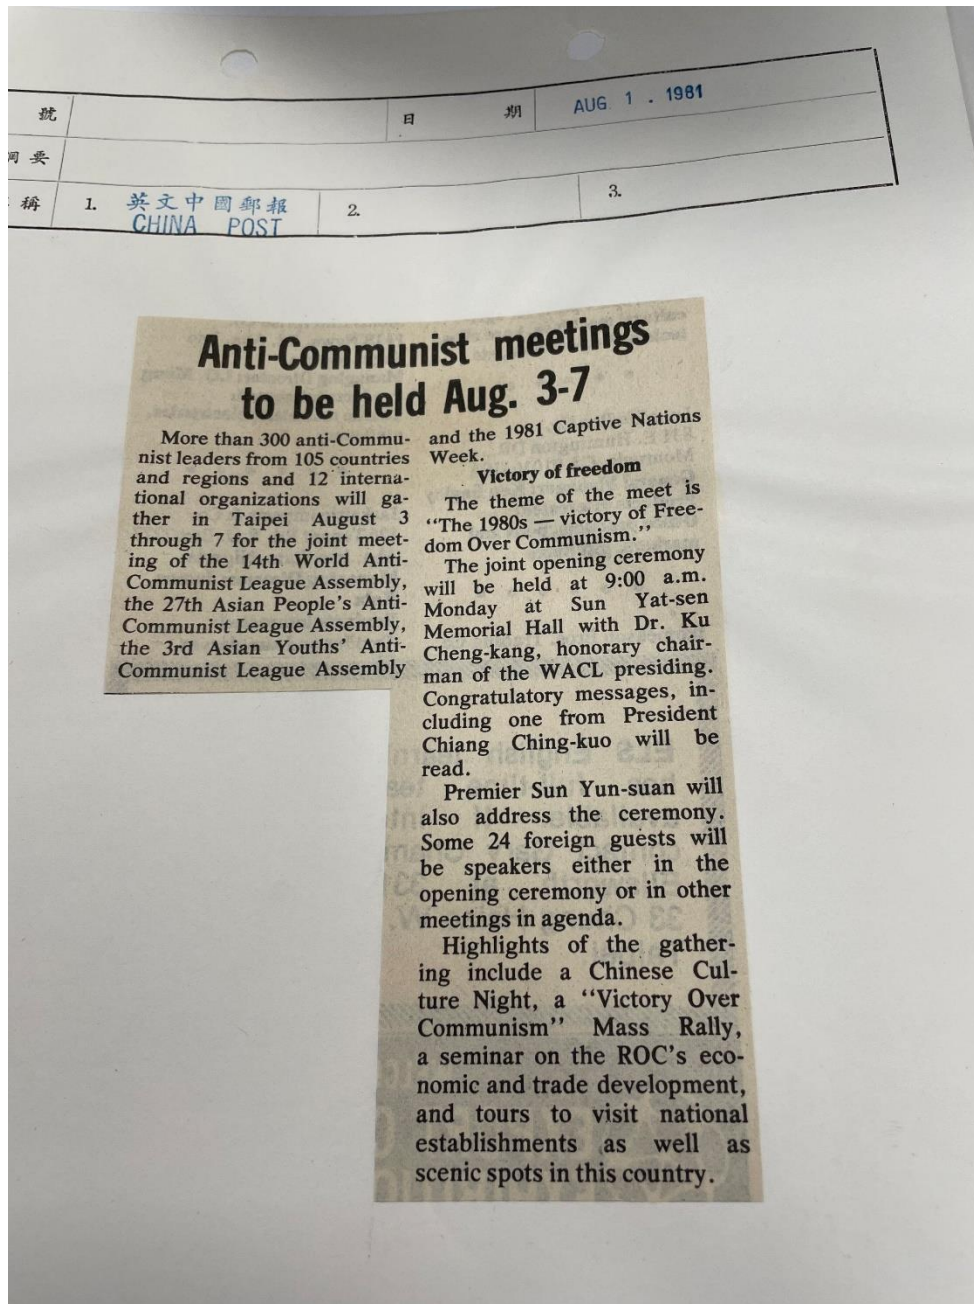 號 日 期 AUG 1 . 1981
要
稱 1. 英文中國郵報 2. 3.
CHINA POST
Anti-Communist meetings
to be held Aug. 3-7
More than 300 anti-Commu-
nist leaders from 105 countries
and regions and 12 interna-
tional organizations will ga-
ther in Taipei August 3
through 7 for the joint meet-
ing of the 14th World Anti-
Communist League Assembly,
the 27th Asian People's Anti-
Communist League Assembly,
the 3rd Asian Youths' Anti-
Communist League Assembly
and the 1981 Captive Nations
Week.
Victory of freedom
The theme of the meet is
"The 1980s — victory of Free-
dom Over Communism."
The joint opening ceremony
will be held at 9:00 a.m.
Monday at Sun Yat-sen
Memorial Hall with Dr. Ku
Cheng-kang, honorary chair-
man of the WACL presiding.
Congratulatory messages, in-
cluding one from President
Chiang Ching-kuo will be
read.
Premier Sun Yun-suan will
also address the ceremony.
Some 24 foreign guests will
be speakers either in the
opening ceremony or in other
meetings in agenda.
Highlights of the gather-
ing include a Chinese Cul-
ture Night, a "Victory Over
Communism" Mass Rally,
a seminar on the ROC's eco-
nomic and trade development,
and tours to visit national
establishments as well as
scenic spots in this country.